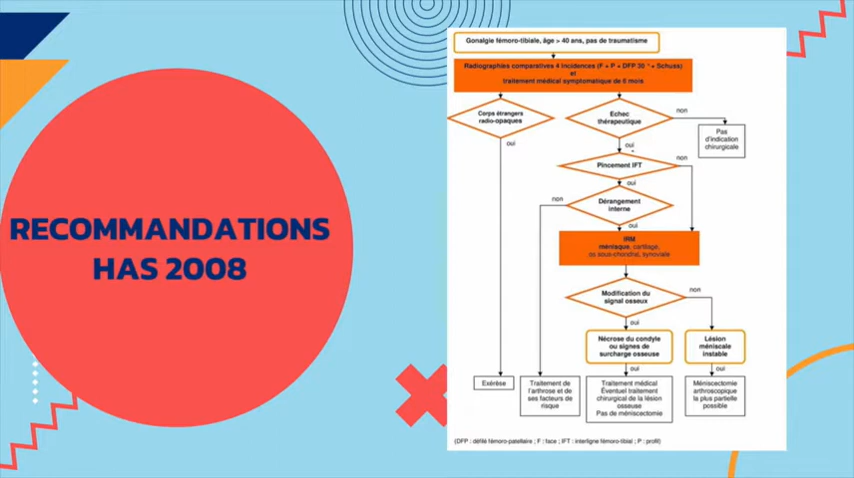 RECOMMANDATIONS
HAS 2008
Gonalgie fémoro-tibiale, âge > 40 ans, pas de traumatisme
Radiographies comparatives 4 incidences (F + P + DFP 30 ° + Schuss)
et
traitement médical symptomatique de 6 mois
Corps étrangers
radio-opaques
oui
Échec
thérapeutique
non
Pas
d'indication
chirurgicale
oui
Pincement IFT
non
oui
Dérangement
interne
non
oui
IRM
ménisque, cartilage,
os sous-chondral, synoviale
Modification du
signal osseux
non
oui
Nécrose du condyle
ou signes de
surcharge osseuse
Lésion
méniscale
instable
oui
oui
Exérèse
Traitement de
l'arthrose et de
ses facteurs de
risque
Traitement médical
Éventuel traitement
chirurgical de la lésion
osseuse
Pas de méniscectomie
Méniscectomie
arthroscopique
la plus partielle
possible
(DFP : défilé fémoro-patellaire ; F : face ; IFT : interligne fémoro-tibial ; P : profil)